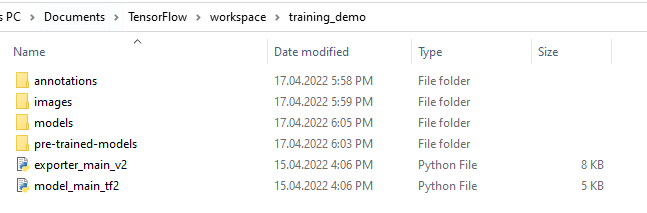 s PC > Documents > TensorFlow > workspace > training_demo
Name Date modified Type Size
annotations 17.04.2022 5:58 PM File folder
images 17.04.2022 5:59 PM File folder
models 17.04.2022 6:05 PM File folder
pre-trained-models 17.04.2022 6:03 PM File folder
exporter_main_v2 15.04.2022 4:06 PM Python File 8 KB
model_main_tf2 15.04.2022 4:06 PM Python File 5 KB